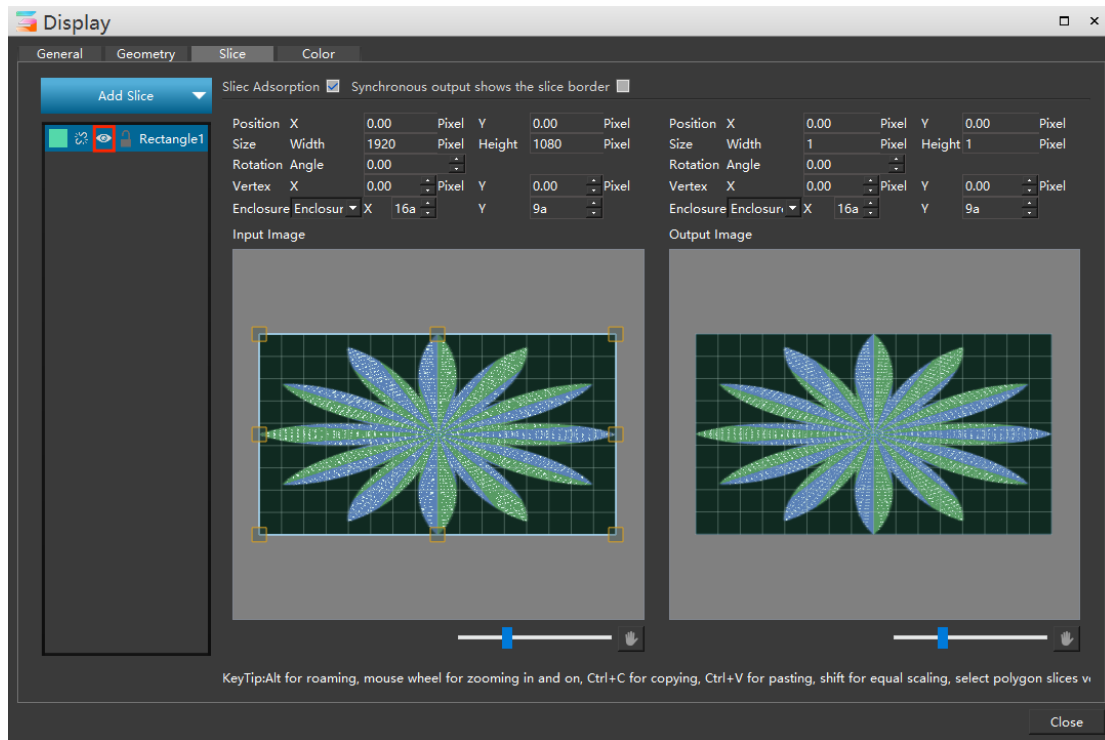 Display
General Geometry Slice Color
Add Slice
Sliec Adsorption Synchronous output shows the slice border
Rectangle1
Position X 0.00 Pixel Y 0.00 Pixel
Size Width 1920 Pixel Height 1080 Pixel
Rotation Angle 0.00
Vertex X 0.00 Pixel Y 0.00 Pixel
Enclosure Enclosur X 16a Y 9a
Input Image
Position X 0.00 Pixel Y 0.00 Pixel
Size Width 1 Pixel Height 1 Pixel
Rotation Angle 0.00
Vertex X 0.00 Pixel Y 0.00 Pixel
Enclosure Enclosur X 16a Y 9a
Output Image
KeyTip:Alt for roaming, mouse wheel for zooming in and on, Ctrl+C for copying, Ctrl+V for pasting, shift for equal scaling, select polygon slices
Close